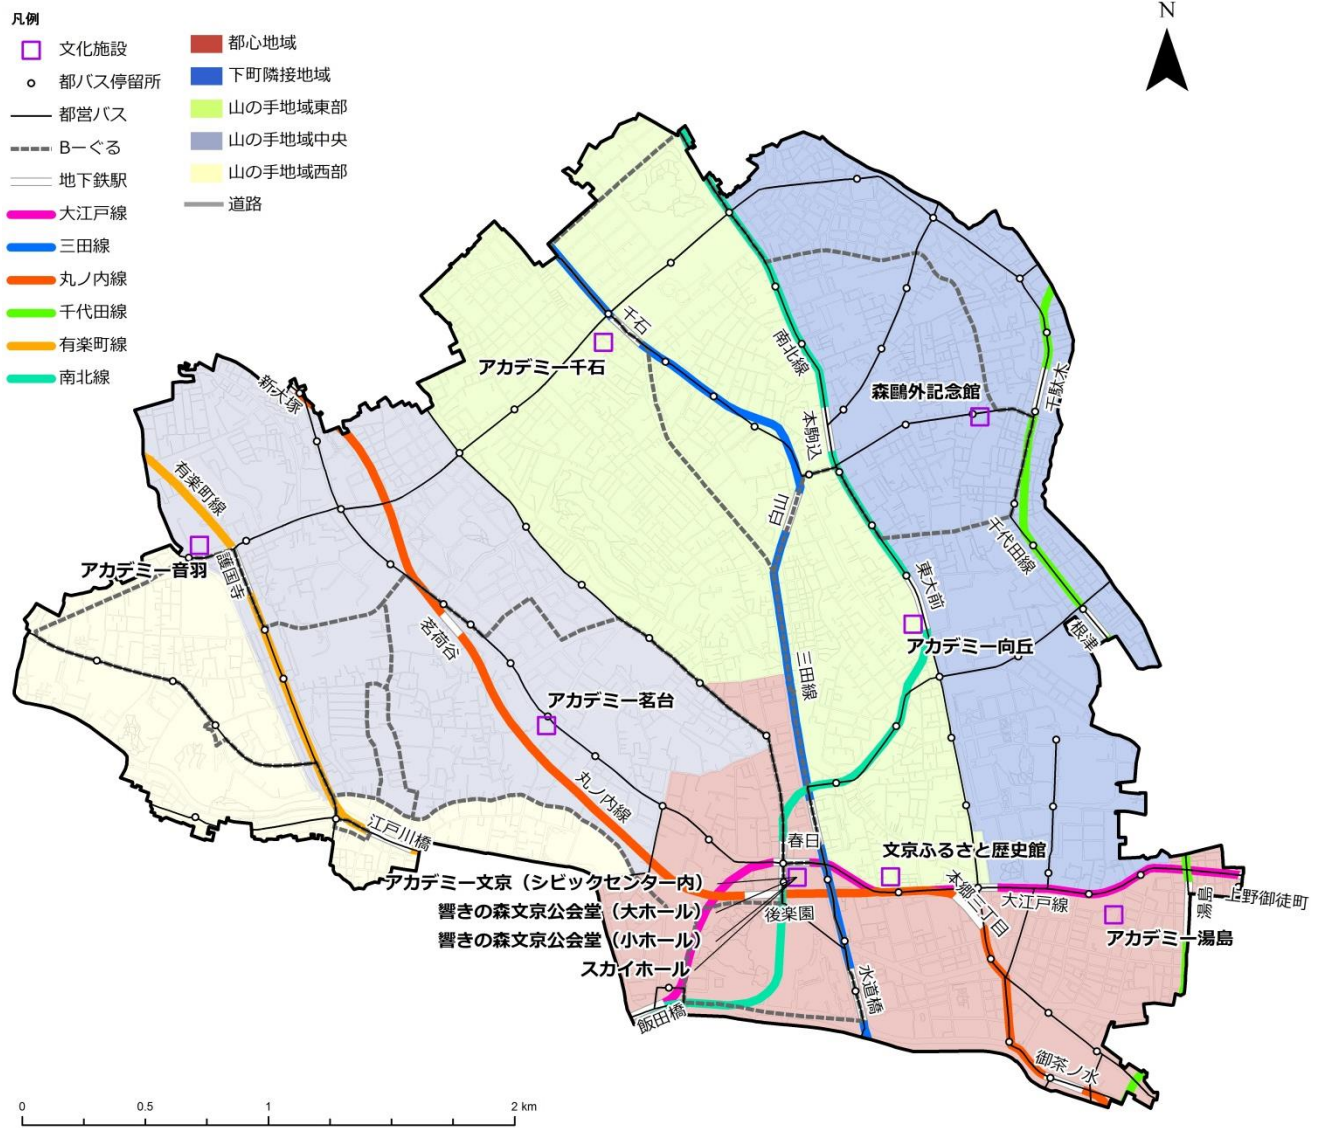 凡例
文化施設
都バス停留所
都営バス
Bーぐる
地下鉄駅
大江戸線
三田線
丸ノ内線
千代田線
有楽町線
南北線
都心地域
下町隣接地域
山の手地域東部
山の手地域中央
山の手地域西部
道路
N
千石
アカデミー千石
南北線
森鷗外記念館
千駄木
本駒込
新大塚
有楽町線
白山
千代田線
アカデミー音羽
護国寺
東大前
茗荷谷
根津
アカデミー向丘
三田線
アカデミー茗台
丸ノ内線
江戸川橋
春日
文京ふるさと歴史館
アカデミー文京（シビックセンター内）
本郷三丁目
大江戸線
湯島
上野御徒町
響きの森文京公会堂（大ホール）
後楽園
響きの森文京公会堂（小ホール）
アカデミー湯島
スカイホール
水道橋
飯田橋
御茶ノ水
0 0.5 1 2 km